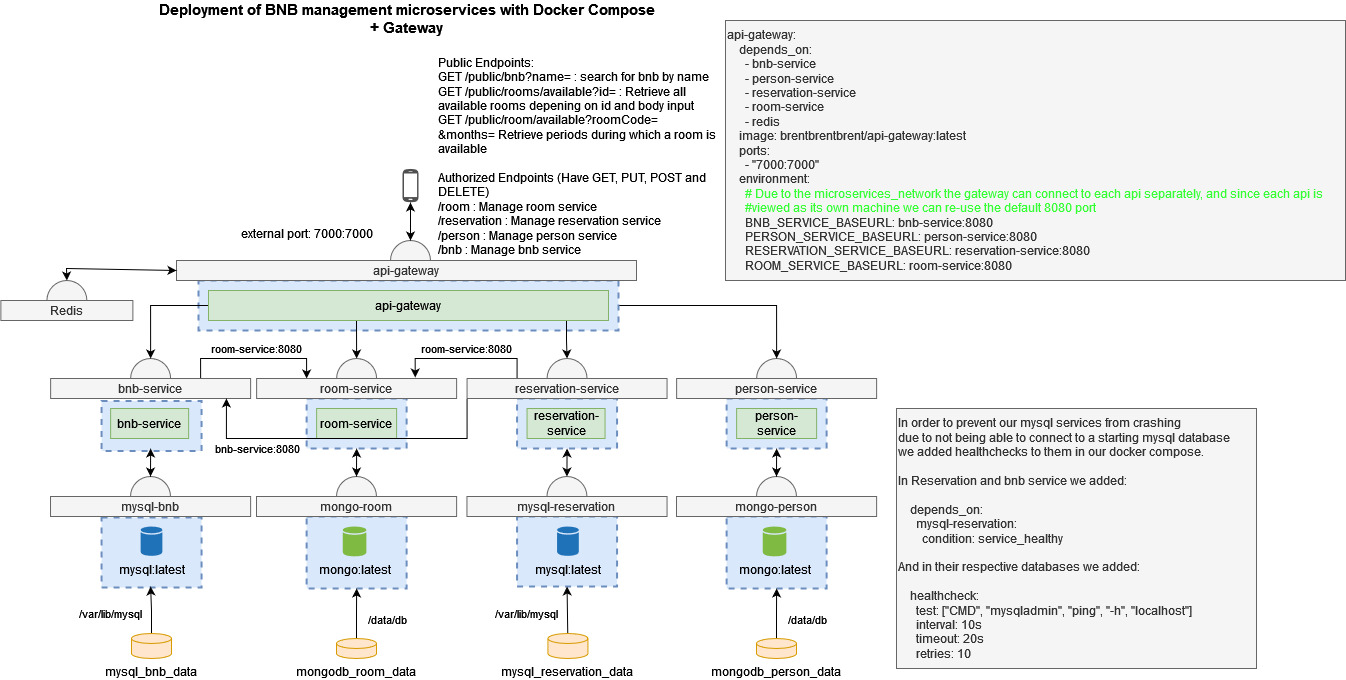 Deployment of BNB management microservices with Docker Compose
+ Gateway
Public Endpoints:
GET /public/bnb?name= : search for bnb by name
GET /public/rooms/available?id= : Retrieve all
available rooms depening on id and body input
GET /public/room/available?roomCode=
&months= Retrieve periods during which a room is
available
Authorized Endpoints (Have GET, PUT, POST and
DELETE)
/room : Manage room service
/reservation : Manage reservation service
/person : Manage person service
/bnb : Manage bnb service
external port: 7000:7000
api-gateway:
depends_on:
- bnb-service
- person-service
- reservation-service
- room-service
- redis
image: brentbrentbrent/api-gateway:latest
ports:
- "7000:7000"
environment:
# Due to the microservices_network the gateway can connect to each api separately, and since each api is
#viewed as its own machine we can re-use the default 8080 port
BNB_SERVICE_BASEURL: bnb-service:8080
PERSON_SERVICE_BASEURL: person-service:8080
RESERVATION_SERVICE_BASEURL: reservation-service:8080
ROOM_SERVICE_BASEURL: room-service:8080
api-gateway
Redis
api-gateway
room-service:8080
room-service:8080
bnb-service
room-service
reservation-service
person-service
bnb-service
room-service
reservation-
service
person-
service
bnb-service:8080
mysql-bnb
mongo-room
mysql-reservation
mongo-person
mysql:latest
mongo:latest
mysql:latest
mongo:latest
/var/lib/mysql
/data/db
/var/lib/mysql
/data/db
mysql_bnb_data
mongodb_room_data
mysql_reservation_data
mongodb_person_data
In order to prevent our mysql services from crashing
due to not being able to connect to a starting mysql database
we added healthchecks to them in our docker compose.
In Reservation and bnb service we added:
depends_on:
mysql-reservation:
condition: service_healthy
And in their respective databases we added:
healthcheck:
test: ["CMD", "mysqladmin", "ping", "-h", "localhost"]
interval: 10s
timeout: 20s
retries: 10